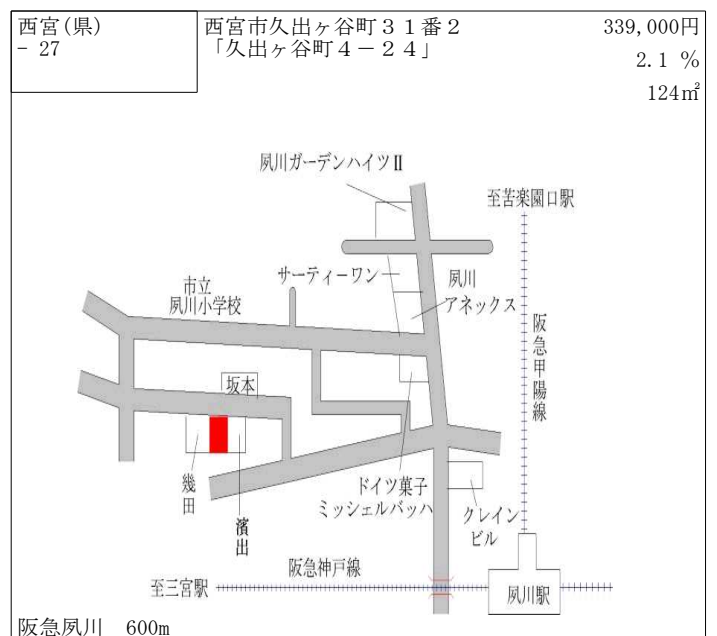 西宮(県)
- 27
西宮市久出ヶ谷町３１番２
「久出ヶ谷町４－２４」
339,000円
2.1 %
124㎡
夙川ガーデンハイツⅡ
至苦楽園口駅
サーティーワン
夙川
アネックス
市立
夙川小学校
阪急甲陽線
坂本
幾田
濱出
ドイツ菓子
ミッシェルバッハ
クレイン
ビル
阪急神戸線
至三宮駅
夙川駅
阪急夙川　600m